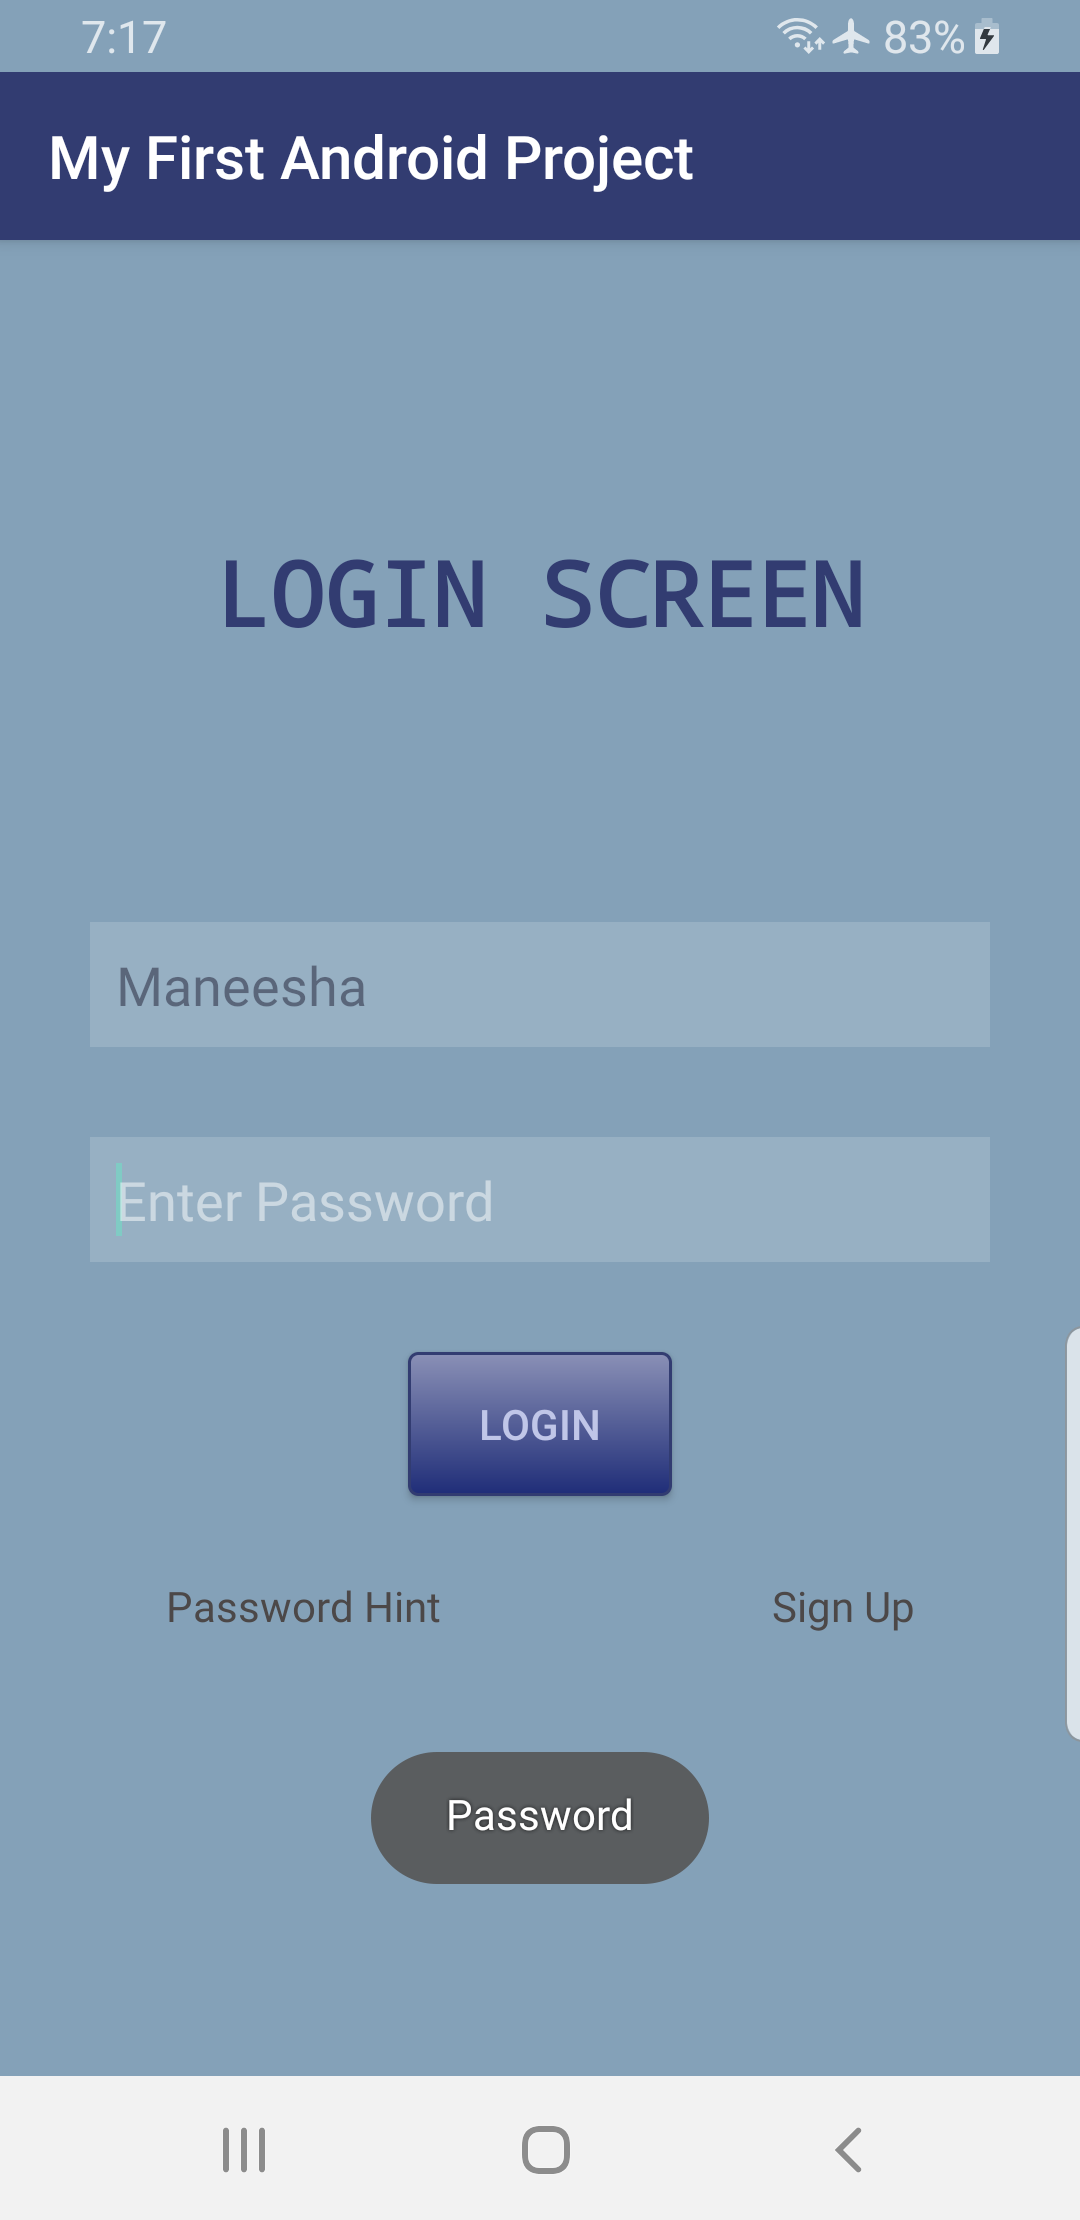 7:17 83%
My First Android Project
LOGIN SCREEN
Maneesha
Enter Password
LOGIN
Password Hint Sign Up
Password